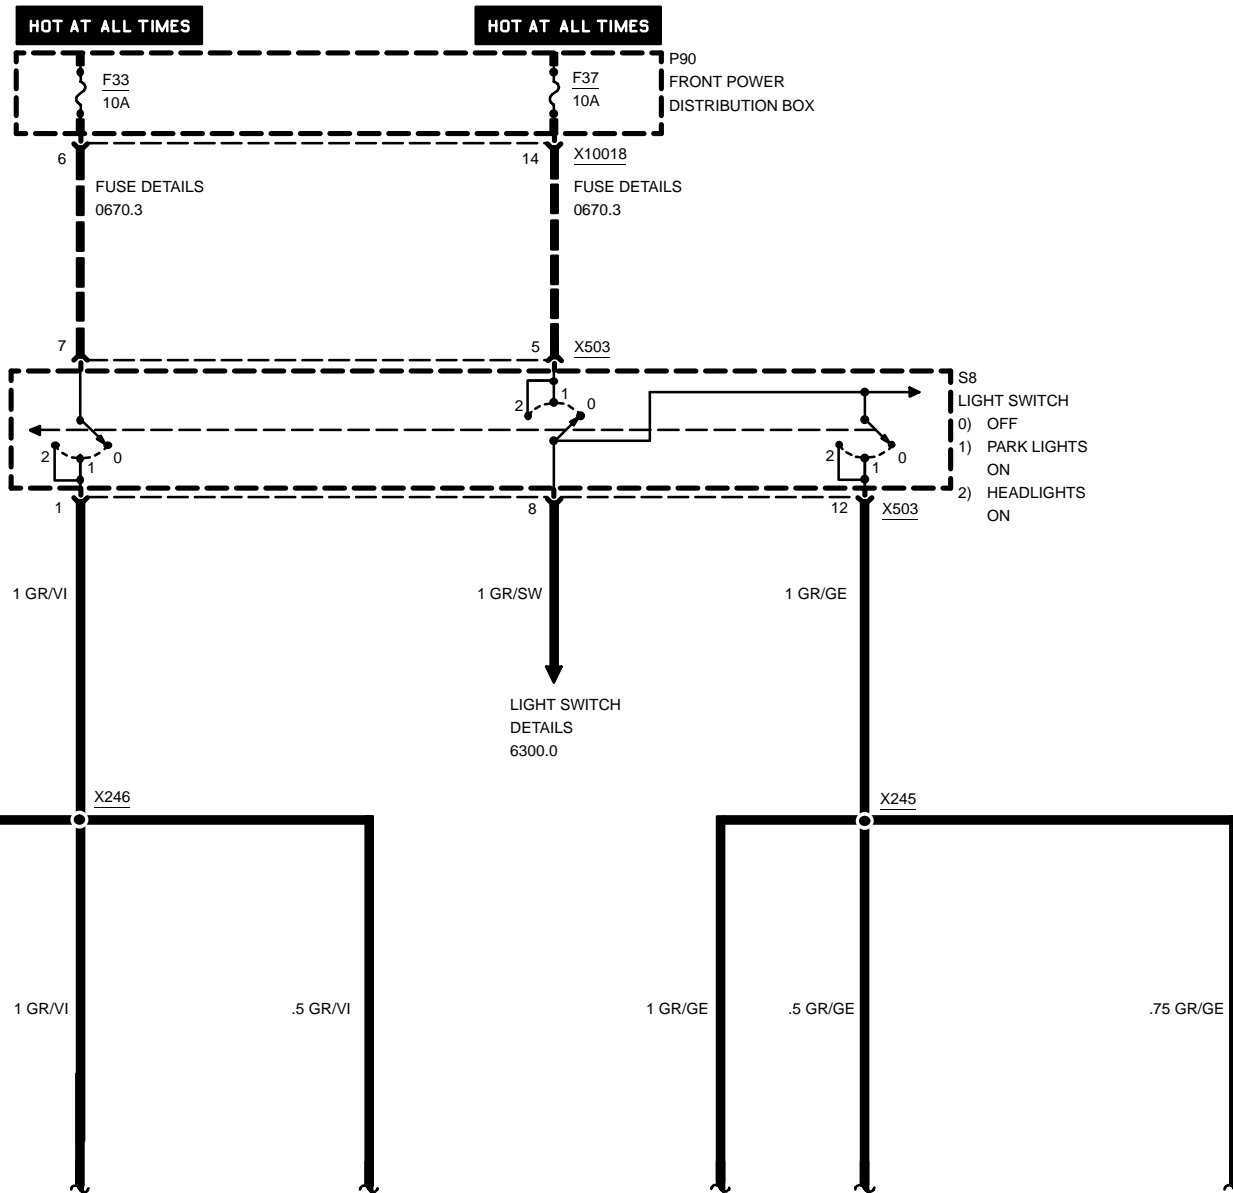 HOT AT ALL TIMES
HOT AT ALL TIMES
P90
FRONT POWER
DISTRIBUTION BOX
F33
10A
F37
10A
6
14
X10018
FUSE DETAILS
0670.3
FUSE DETAILS
0670.3
7
5
X503
S8
LIGHT SWITCH
0) OFF
1) PARK LIGHTS
ON
2) HEADLIGHTS
ON
2
1
0
2
1
0
2
1
0
1
8
12
X503
1 GR/VI
1 GR/SW
1 GR/GE
LIGHT SWITCH
DETAILS
6300.0
X246
X245
1 GR/VI
.5 GR/VI
1 GR/GE
.5 GR/GE
.75 GR/GE